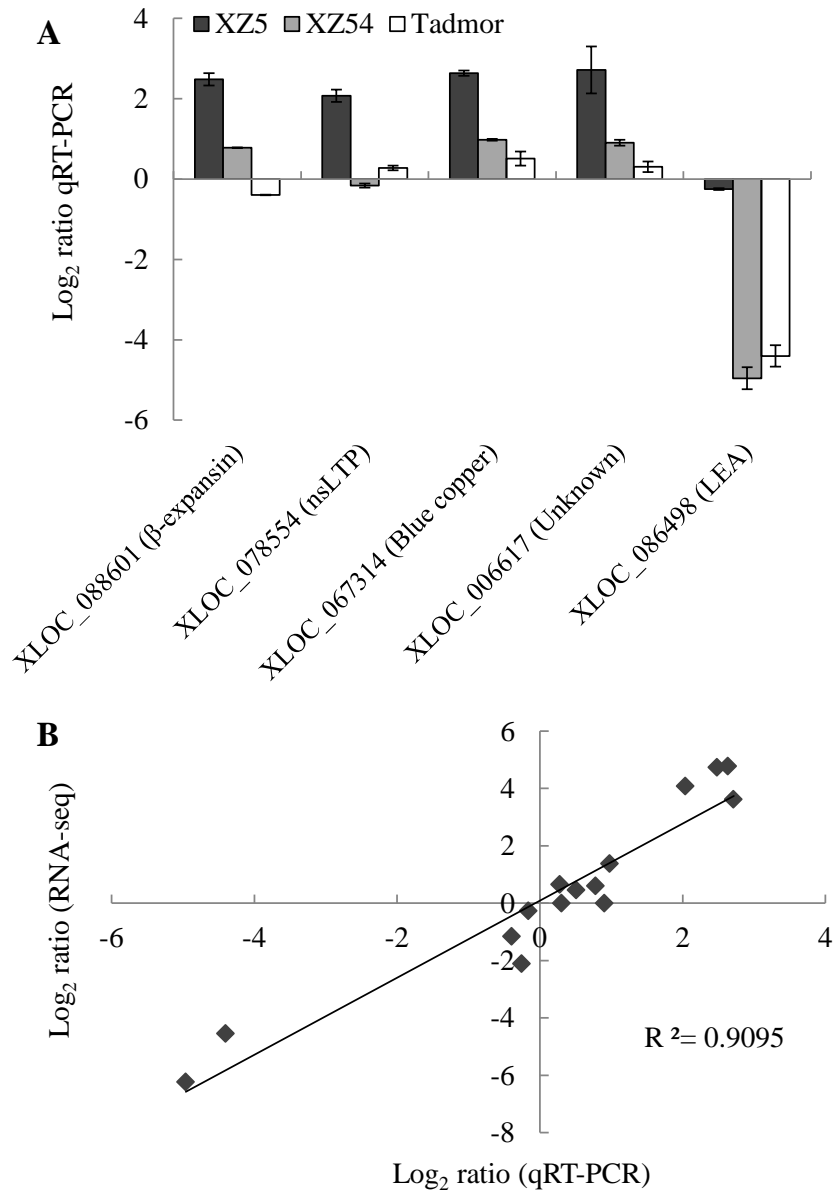 A
XZ5 XZ54 Tadmor
Log₂ ratio qRT-PCR
4
2
0
-2
-4
-6
XLOC_088601 (β-expansin)
XLOC_078554 (nsLTP)
XLOC_067314 (Blue copper)
XLOC_006617 (Unknown)
XLOC_086498 (LEA)
B
Log₂ ratio (RNA-seq)
6
4
2
0
-2
-4
-6
-8
-6 -4 -2 0 2 4
R ²= 0.9095
Log₂ ratio (qRT-PCR)